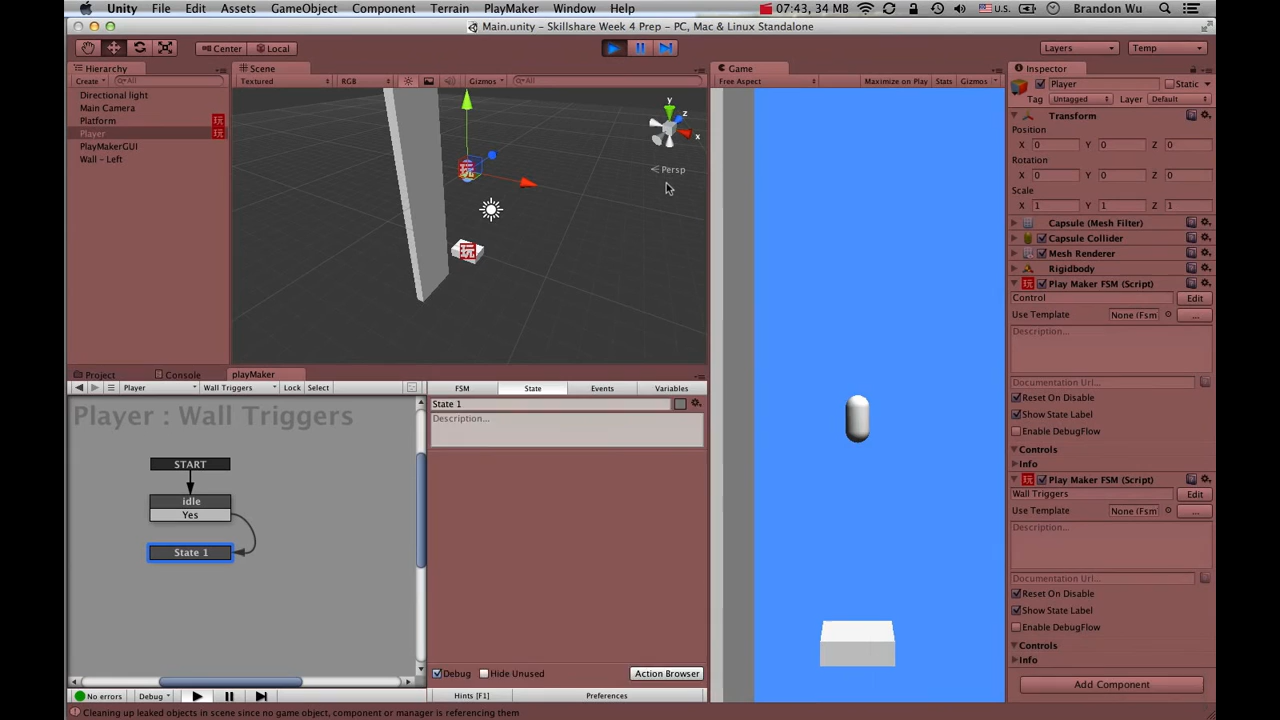 Unity File Edit Assets GameObject Component Terrain PlayMaker Window Help 07:43, 34 MB U.S. Brandon Wu
Main.unity - Skillshare Week 4 Prep - PC, Mac & Linux Standalone
Center Local Layers Temp
Hierarchy
Create All
Directional light
Main Camera
Platform 玩
Player 玩
PlayMakerGUI
Wall - Left
Scene
Textured RGB Gizmos All
y
z
x
Persp
玩
玩
Game
Free Aspect Maximize on Play Stats Gizmos
Project Console playMaker
Player Wall Triggers Lock Select
Player : Wall Triggers
START
idle
Yes
State 1
No errors Debug
FSM State Events Variables
State 1
Description...
Debug Hide Unused Action Browser
Hints [F1] Preferences
Inspector
Player Static
Tag Untagged Layer Default
Transform
Position
X 0 Y 0 Z 0
Rotation
X 0 Y 0 Z 0
Scale
X 1 Y 1 Z 1
Capsule (Mesh Filter)
Capsule Collider
Mesh Renderer
Rigidbody
玩 Play Maker FSM (Script)
Control Edit
Use Template None (Fsm ...
Description...
Documentation Url...
Reset On Disable
Show State Label
Enable DebugFlow
Controls
Info
玩 Play Maker FSM (Script)
Wall Triggers Edit
Use Template None (Fsm ...
Description...
Documentation Url...
Reset On Disable
Show State Label
Enable DebugFlow
Controls
Info
Add Component
Cleaning up leaked objects in scene since no game object, component or manager is referencing them